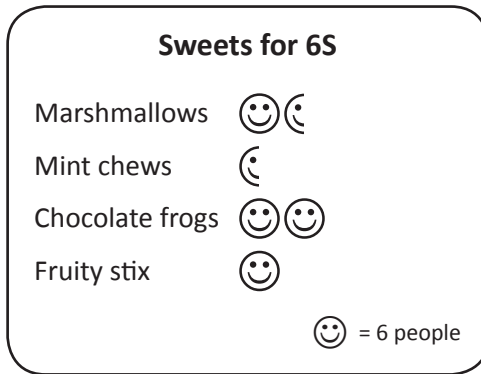 Sweets for 6S
Marshmallows
Mint chews
Chocolate frogs
Fruity stix
= 6 people